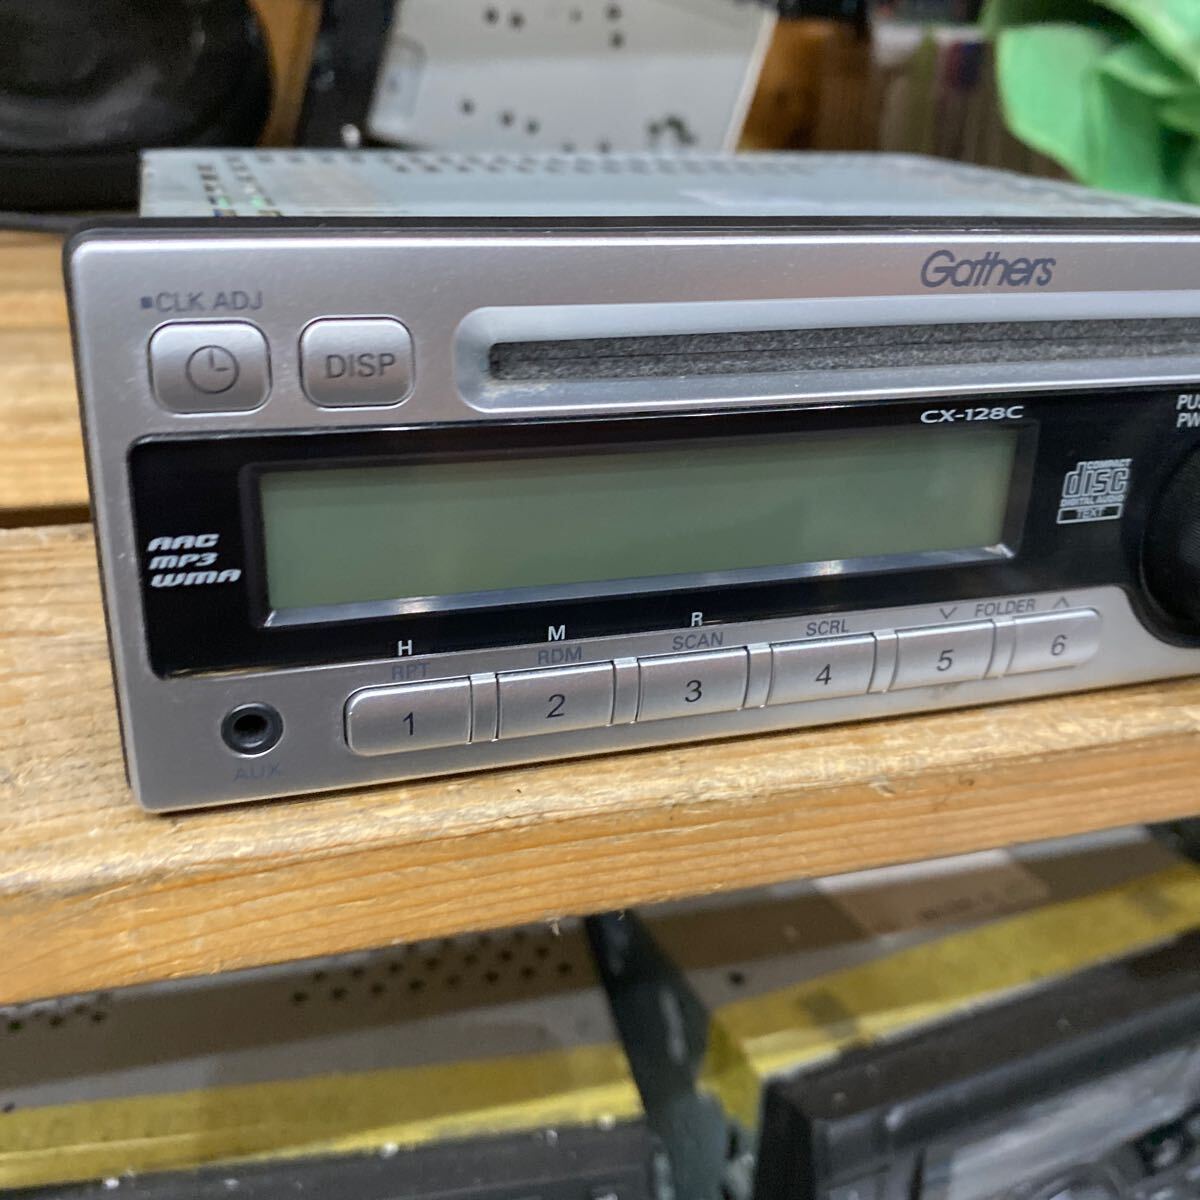 Gathers
■CLK ADJ
DISP
CX-128C
COMPACT
disc
DIGITAL AUDIO
TEXT
AAC
MP3
WMA
H M R
RPT RDM SCAN SCRL FOLDER
1 2 3 4 5 6
AUX